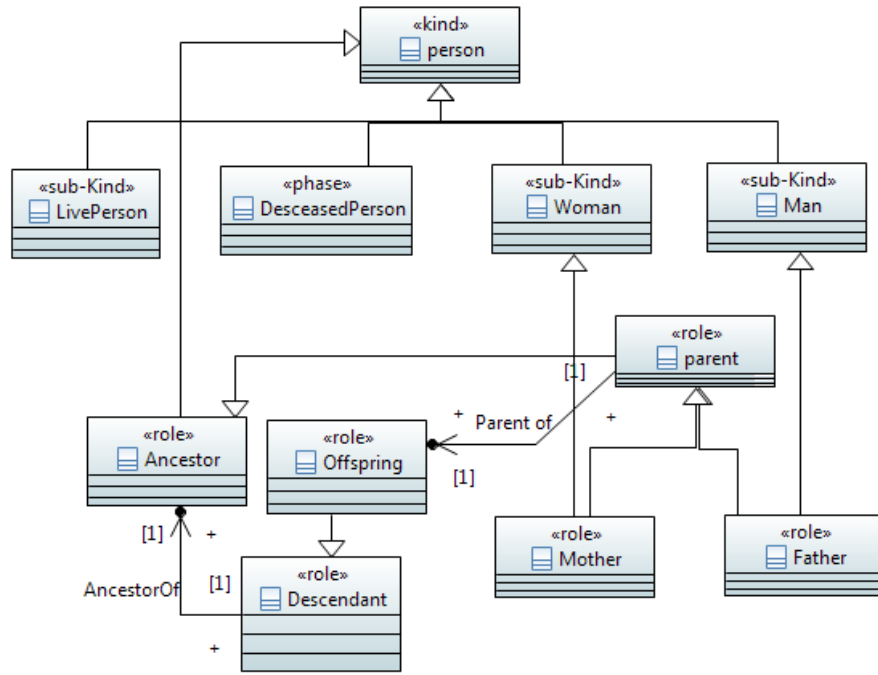 «kind»
person
«sub-Kind»
LivePerson
«phase»
DesceasedPerson
«sub-Kind»
Woman
«sub-Kind»
Man
«role»
parent
[1]
+
Parent of
+
[1]
«role»
Ancestor
«role»
Offspring
[1]
+
AncestorOf
[1]
+
«role»
Descendant
«role»
Mother
«role»
Father